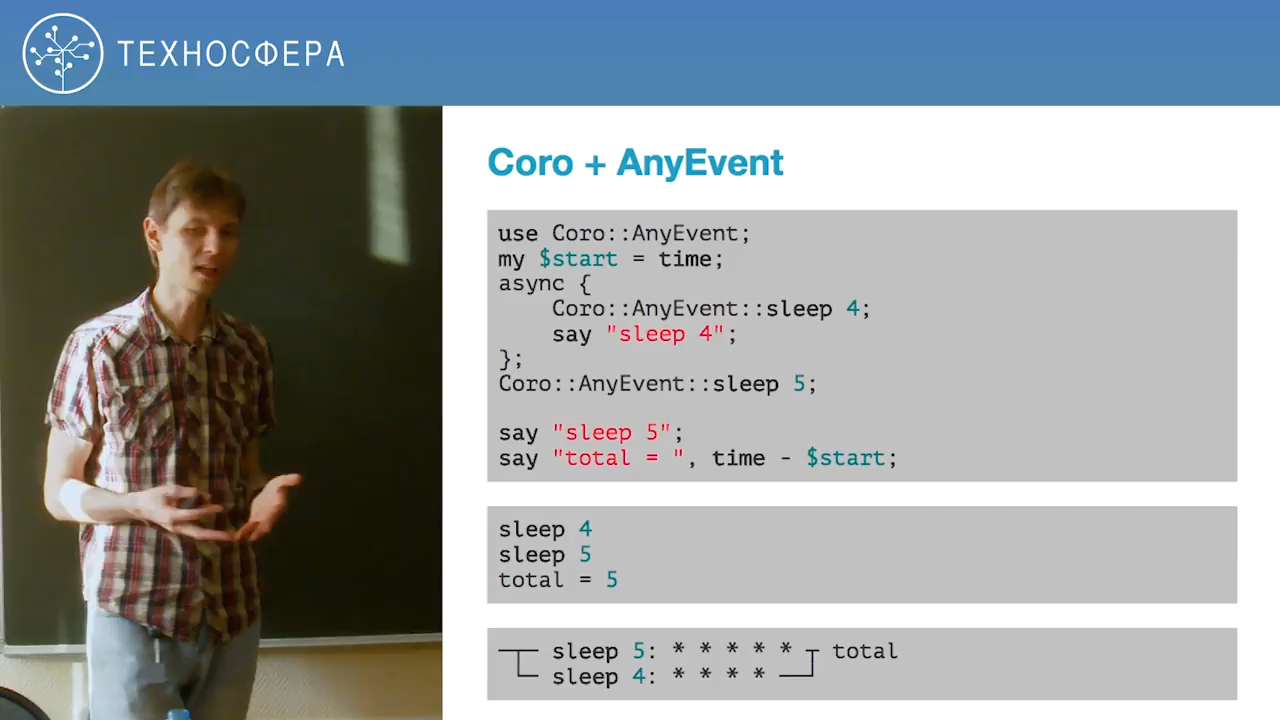 ТЕХНОСФЕРА
Coro + AnyEvent
use Coro::AnyEvent;
my $start = time;
async {
    Coro::AnyEvent::sleep 4;
    say "sleep 4";
};
Coro::AnyEvent::sleep 5;
say "sleep 5";
say "total = ", time - $start;
sleep 4
sleep 5
total = 5
sleep 5: * * * * * total
sleep 4: * * * *